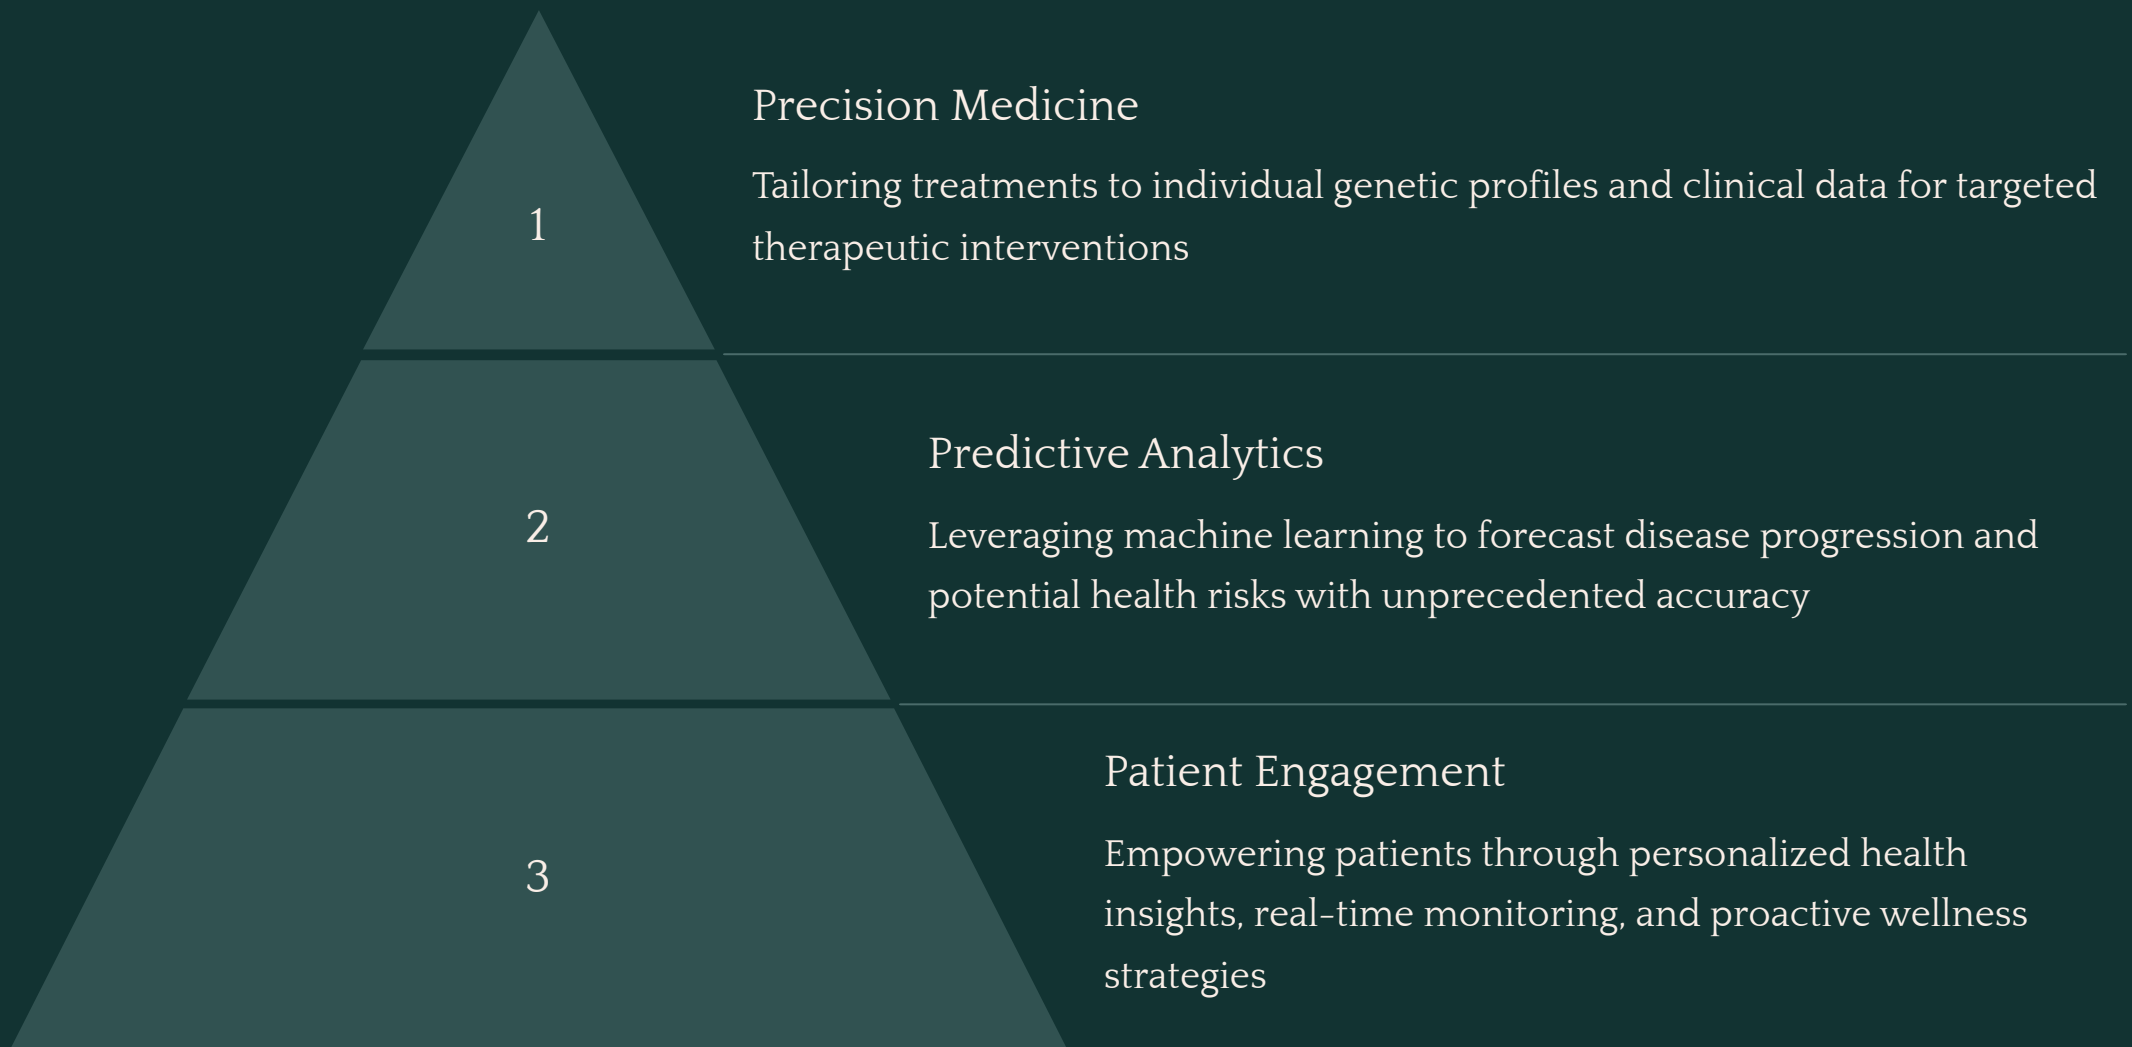 1
Precision Medicine
Tailoring treatments to individual genetic profiles and clinical data for targeted
therapeutic interventions
2
Predictive Analytics
Leveraging machine learning to forecast disease progression and
potential health risks with unprecedented accuracy
3
Patient Engagement
Empowering patients through personalized health
insights, real-time monitoring, and proactive wellness
strategies